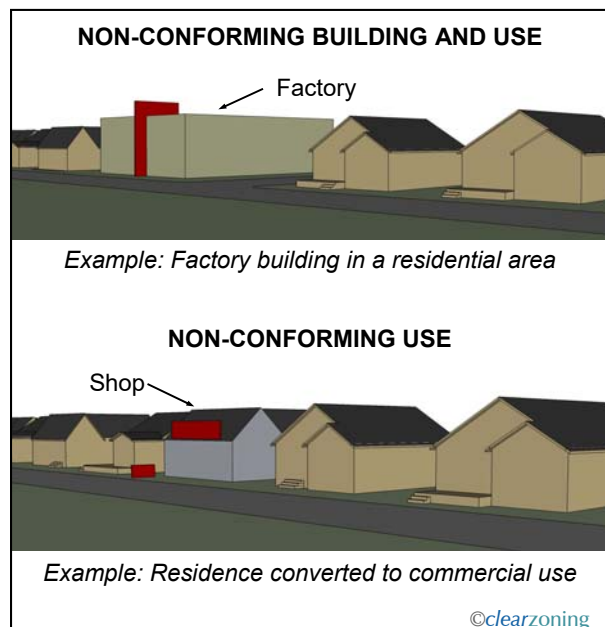 NON-CONFORMING BUILDING AND USE
Factory
Example: Factory building in a residential area
NON-CONFORMING USE
Shop
Example: Residence converted to commercial use
©clearzoning